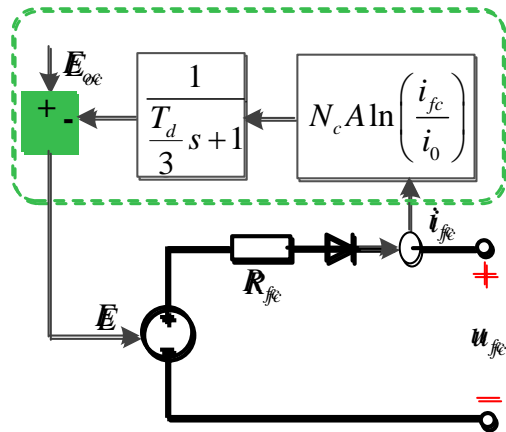 E_oc
+
-
1 / (T_d/3 s + 1)
N_c A ln(i_fc / i_0)
i_fc
R_fc
+
E
u_fc
−